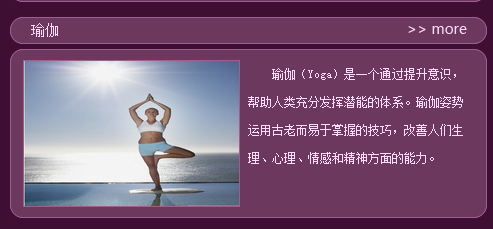 瑜伽
>> more
瑜伽（Yoga）是一个通过提升意识，
帮助人类充分发挥潜能的体系。瑜伽姿势
运用古老而易于掌握的技巧，改善人们生
理、心理、情感和精神方面的能力。